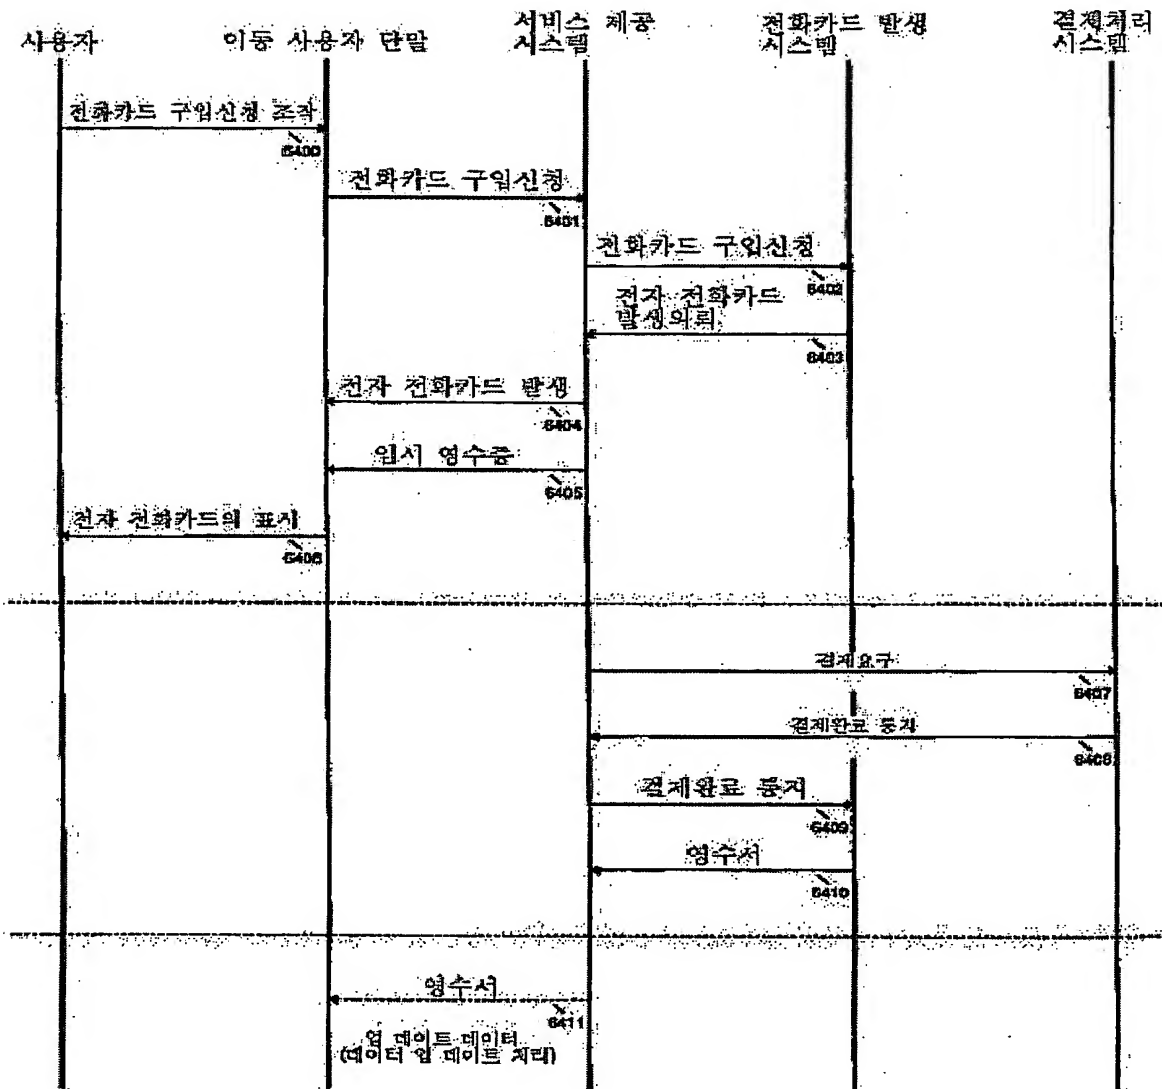 사용자
이동 사용자 단말
서비스 제공
시스템
전화카드 발생
시스템
결제처리
시스템
전화카드 구입신청 조작
6400
전화카드 구입신청
6401
전화카드 구입신청
6402
전자 전화카드
발생의뢰
6403
전자 전화카드 발생
6404
임시 영수증
6405
전자 전화카드의 표시
6406
결제요구
6407
결제완료 통지
6408
결제완료 통지
6409
영수서
6410
영수서
6411
업 데이트 데이터
(데이터 업 데이트 처리)